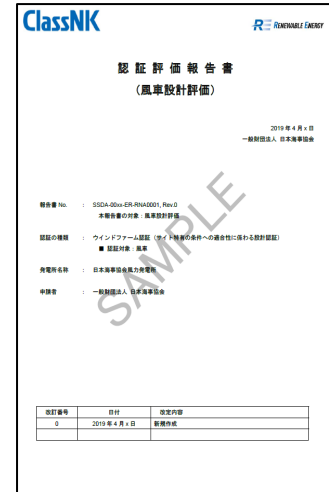 ClassNK
RE RENEWABLE ENERGY
認 証 評 価 報 告 書
（風車設計評価）
2019 年 4 月 x 日
一般財団法人 日本海事協会
報告書 No. : SSDA-00xx-ER-RNA0001, Rev.0
本報告書の対象：風車設計評価
認証の種類 : ウインドファーム認証（サイト特有の条件への適合性に係わる設計認証）
■ 認証対象：風車
発電所名称 : 日本海事協会風力発電所
申請者 : 一般財団法人 日本海事協会
SAMPLE
改訂番号 日付 改定内容
0 2019 年 4 月 x 日 新規作成